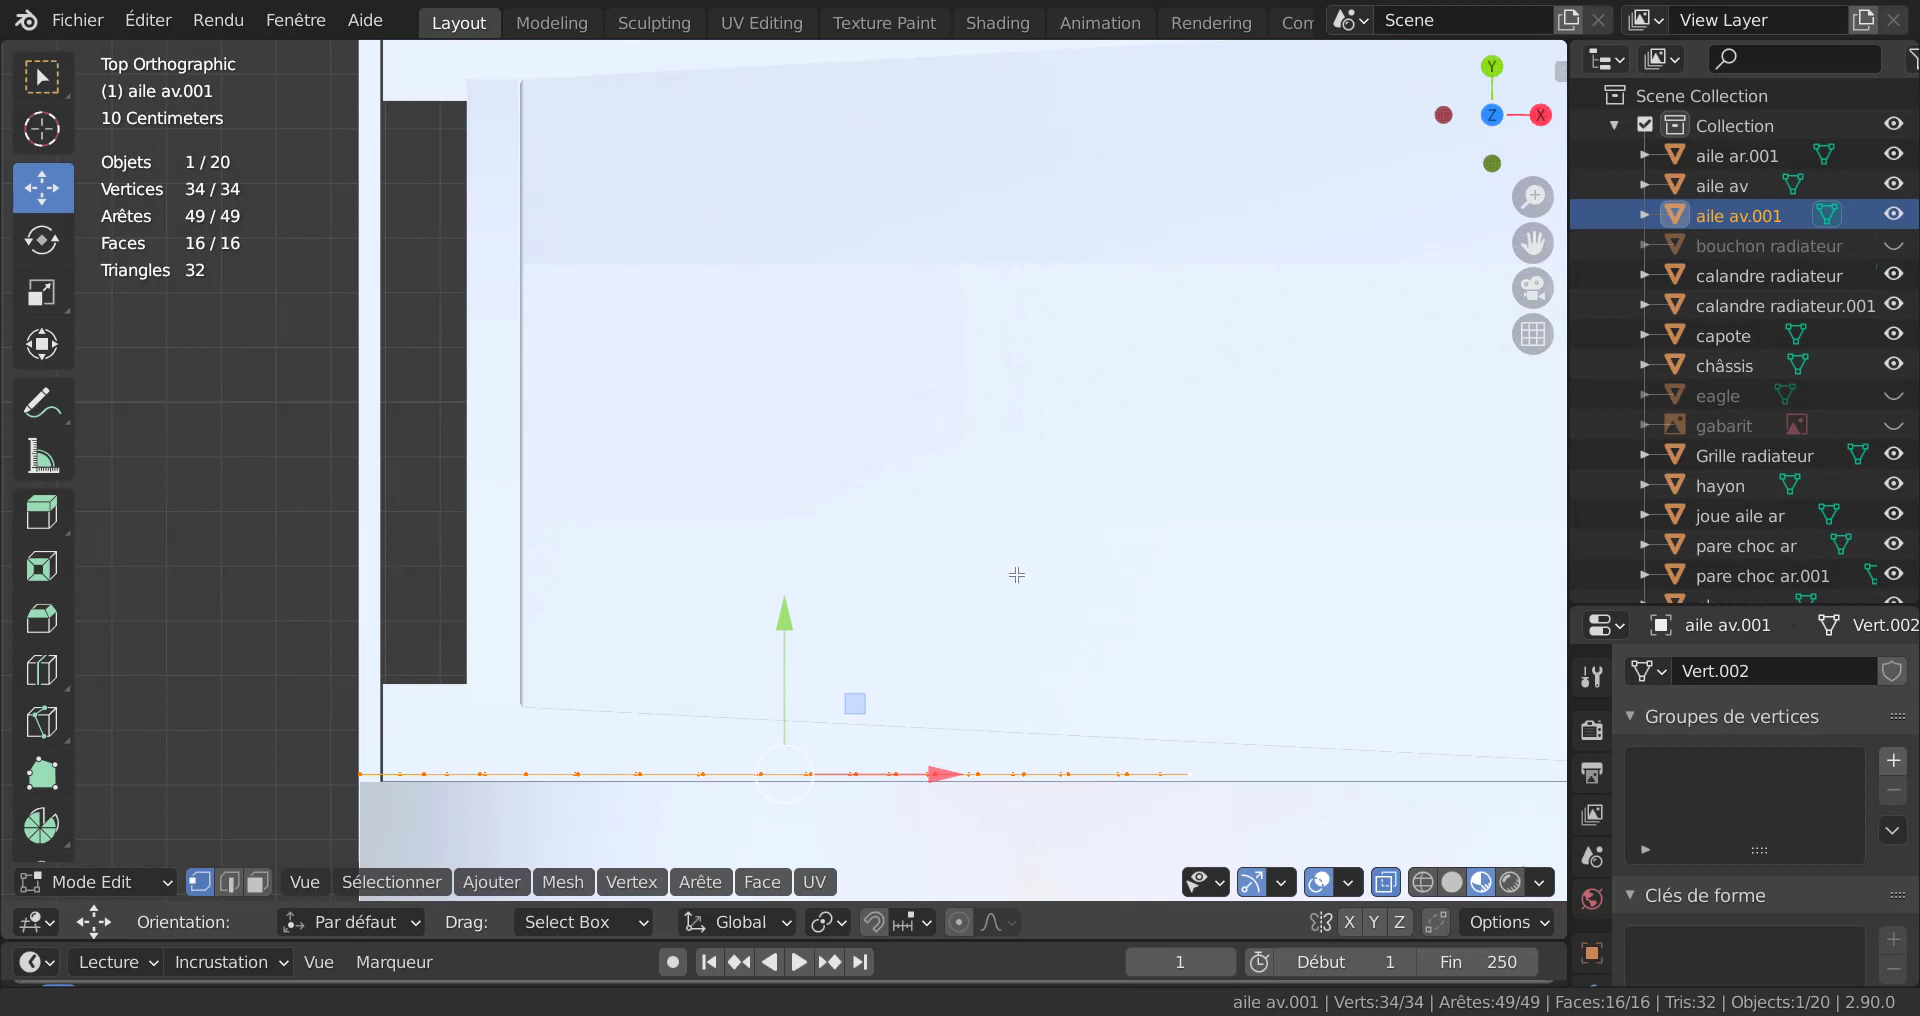 Fichier Éditer Rendu Fenêtre Aide Layout Modeling Sculpting UV Editing Texture Paint Shading Animation Rendering Com Scene View Layer
Top Orthographic
(1) aile av.001
10 Centimeters
Objets 1 / 20
Vertices 34 / 34
Arêtes 49 / 49
Faces 16 / 16
Triangles 32
Y
Z
X
Scene Collection
Collection
aile ar.001
aile av
aile av.001
bouchon radiateur
calandre radiateur
calandre radiateur.001
capote
châssis
eagle
gabarit
Grille radiateur
hayon
joue aile ar
pare choc ar
pare choc ar.001
aile av.001 Vert.002
Vert.002
Groupes de vertices
Clés de forme
Mode Edit Vue Sélectionner Ajouter Mesh Vertex Arête Face UV
Orientation: Par défaut Drag: Select Box Global X Y Z Options
Lecture Incrustation Vue Marqueur 1 Début 1 Fin 250
aile av.001 | Verts:34/34 | Arêtes:49/49 | Faces:16/16 | Tris:32 | Objects:1/20 | 2.90.0